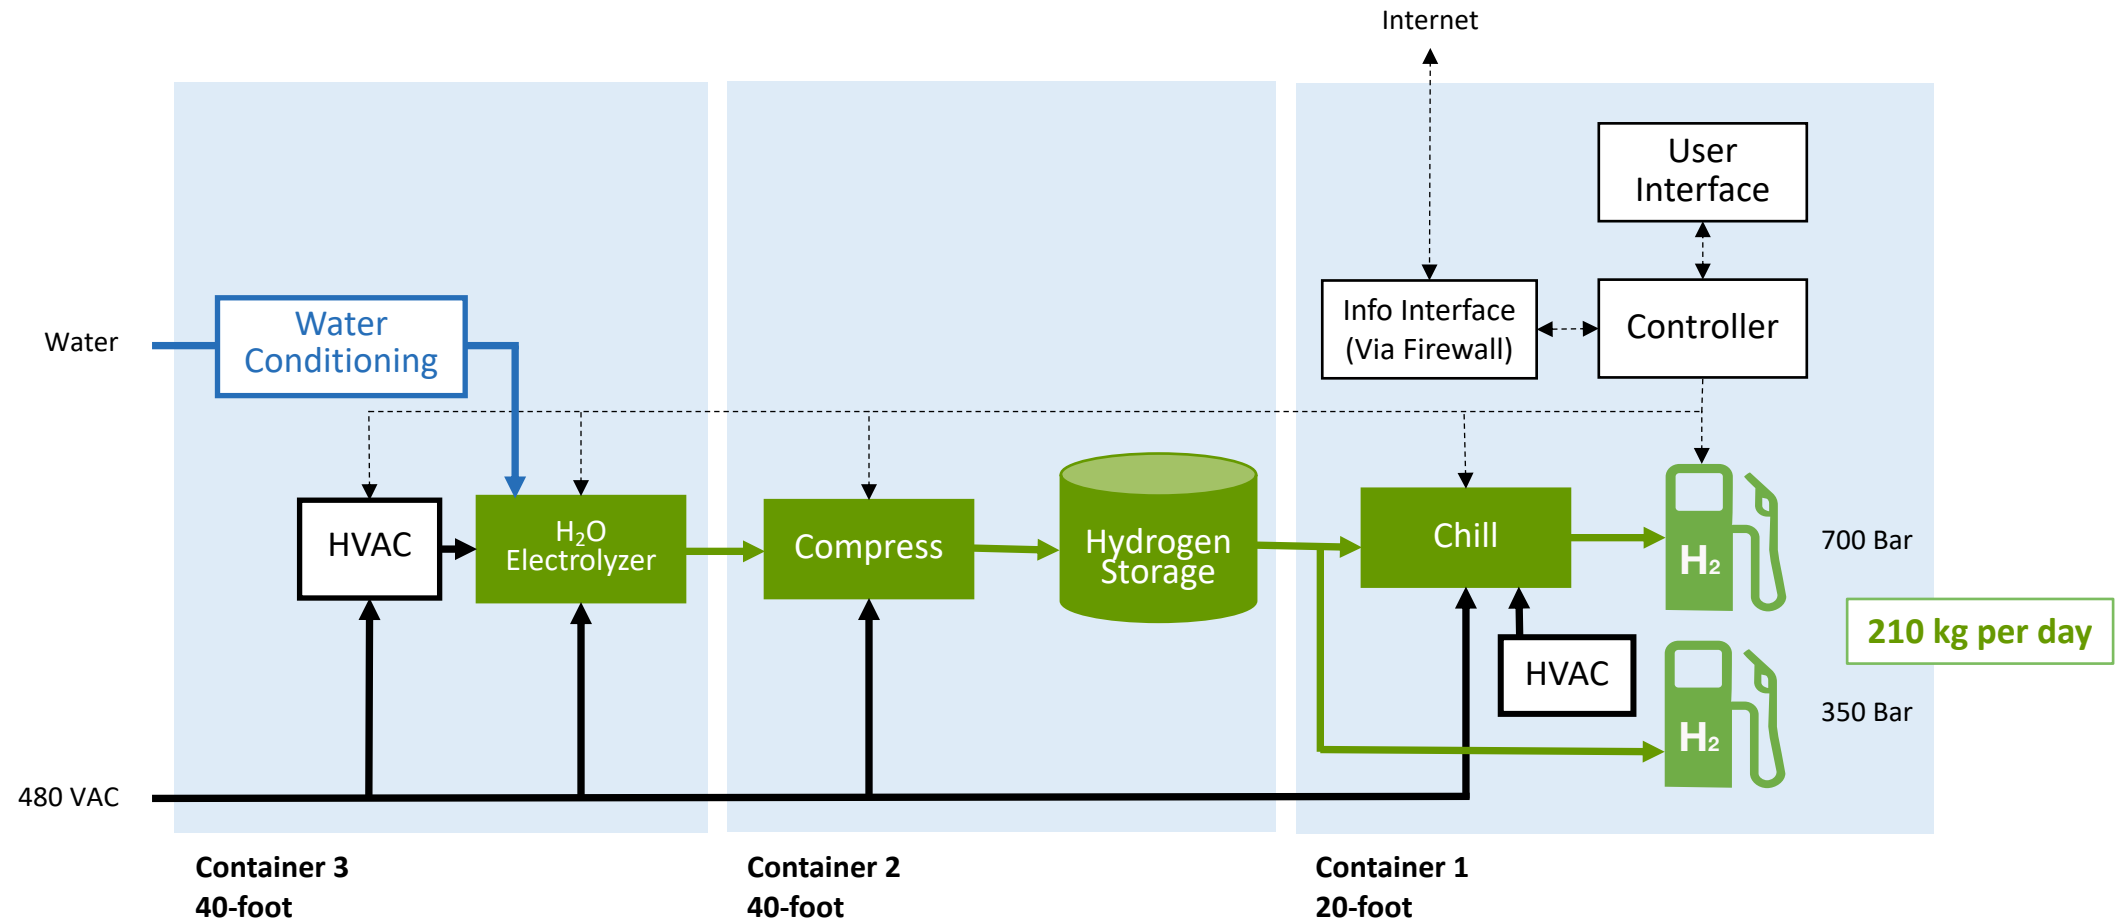 Internet
User
Interface
Info Interface
(Via Firewall)
Controller
Water
Water
Conditioning
HVAC
H₂O
Electrolyzer
Compress
Hydrogen
Storage
Chill
H₂
700 Bar
210 kg per day
HVAC
H₂
350 Bar
480 VAC
Container 3
40-foot
Container 2
40-foot
Container 1
20-foot